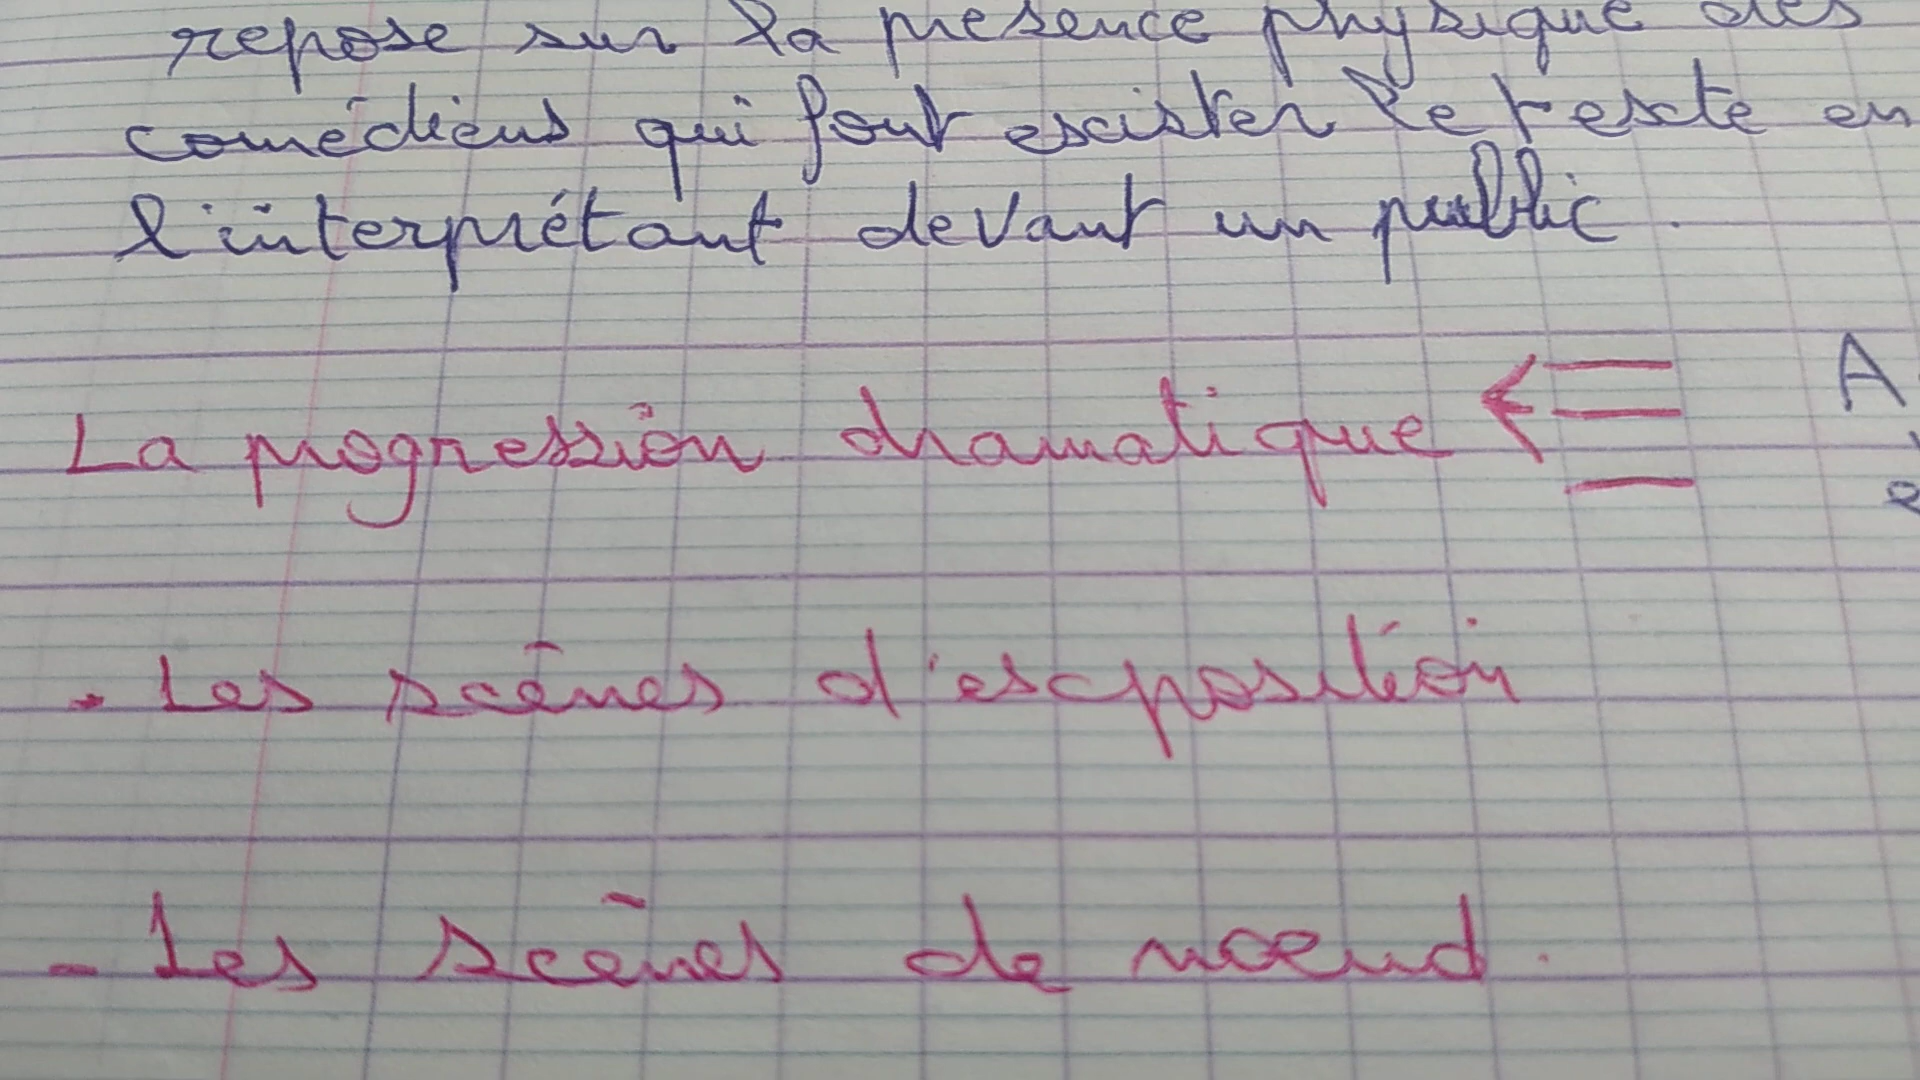 repose sur la présence physique des
comédiens qui font exister le texte en
l'interprétant devant un public.
La progression dramatique
A
- Les scènes d'exposition
- Les scènes de nœud.